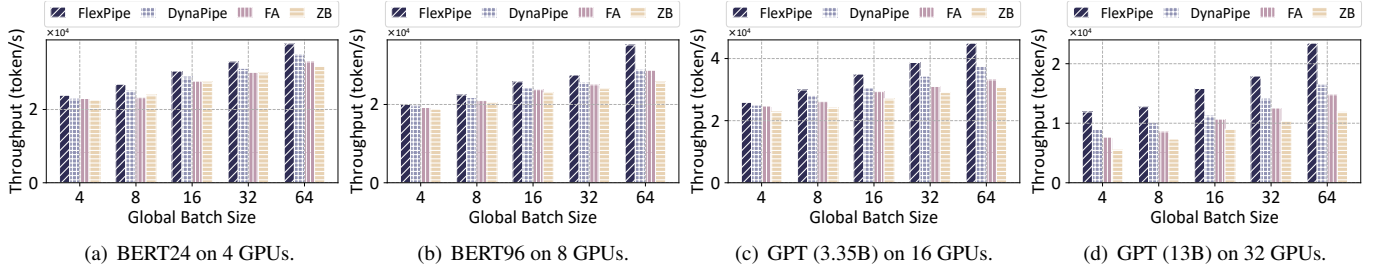 FlexPipe DynaPipe FA ZB
×10⁴
Throughput (token/s)
2
0
4 8 16 32 64
Global Batch Size
(a) BERT24 on 4 GPUs.
FlexPipe DynaPipe FA ZB
×10⁴
Throughput (token/s)
2
0
4 8 16 32 64
Global Batch Size
(b) BERT96 on 8 GPUs.
FlexPipe DynaPipe FA ZB
×10⁴
Throughput (token/s)
4
2
0
4 8 16 32 64
Global Batch Size
(c) GPT (3.35B) on 16 GPUs.
FlexPipe DynaPipe FA ZB
×10⁴
Throughput (token/s)
2
1
0
4 8 16 32 64
Global Batch Size
(d) GPT (13B) on 32 GPUs.